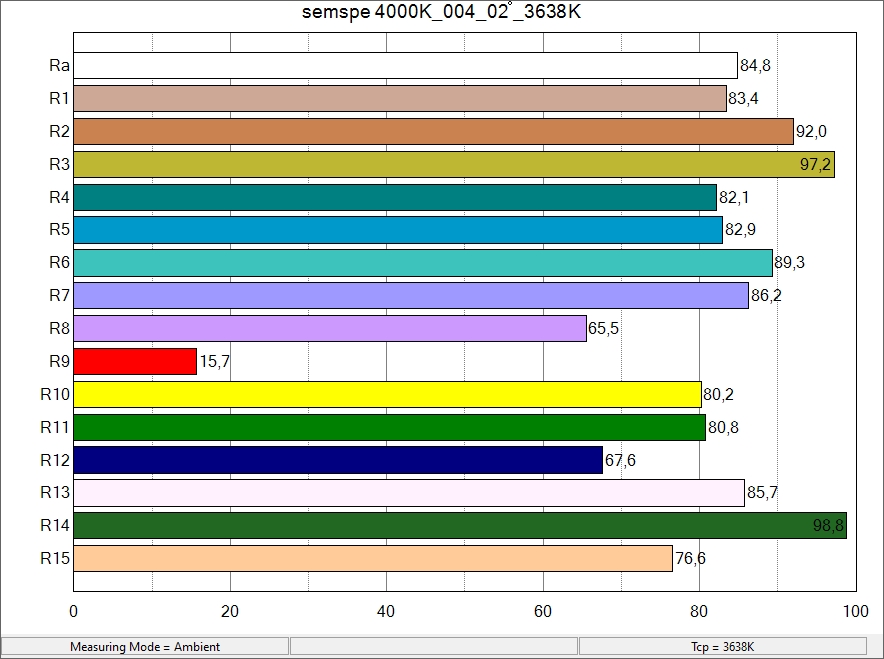 semspe 4000K_004_02°_3638K
Ra 84,8
R1 83,4
R2 92,0
R3 97,2
R4 82,1
R5 82,9
R6 89,3
R7 86,2
R8 65,5
R9 15,7
R10 80,2
R11 80,8
R12 67,6
R13 85,7
R14 98,8
R15 76,6
0 20 40 60 80 100
Measuring Mode = Ambient Tcp = 3638K